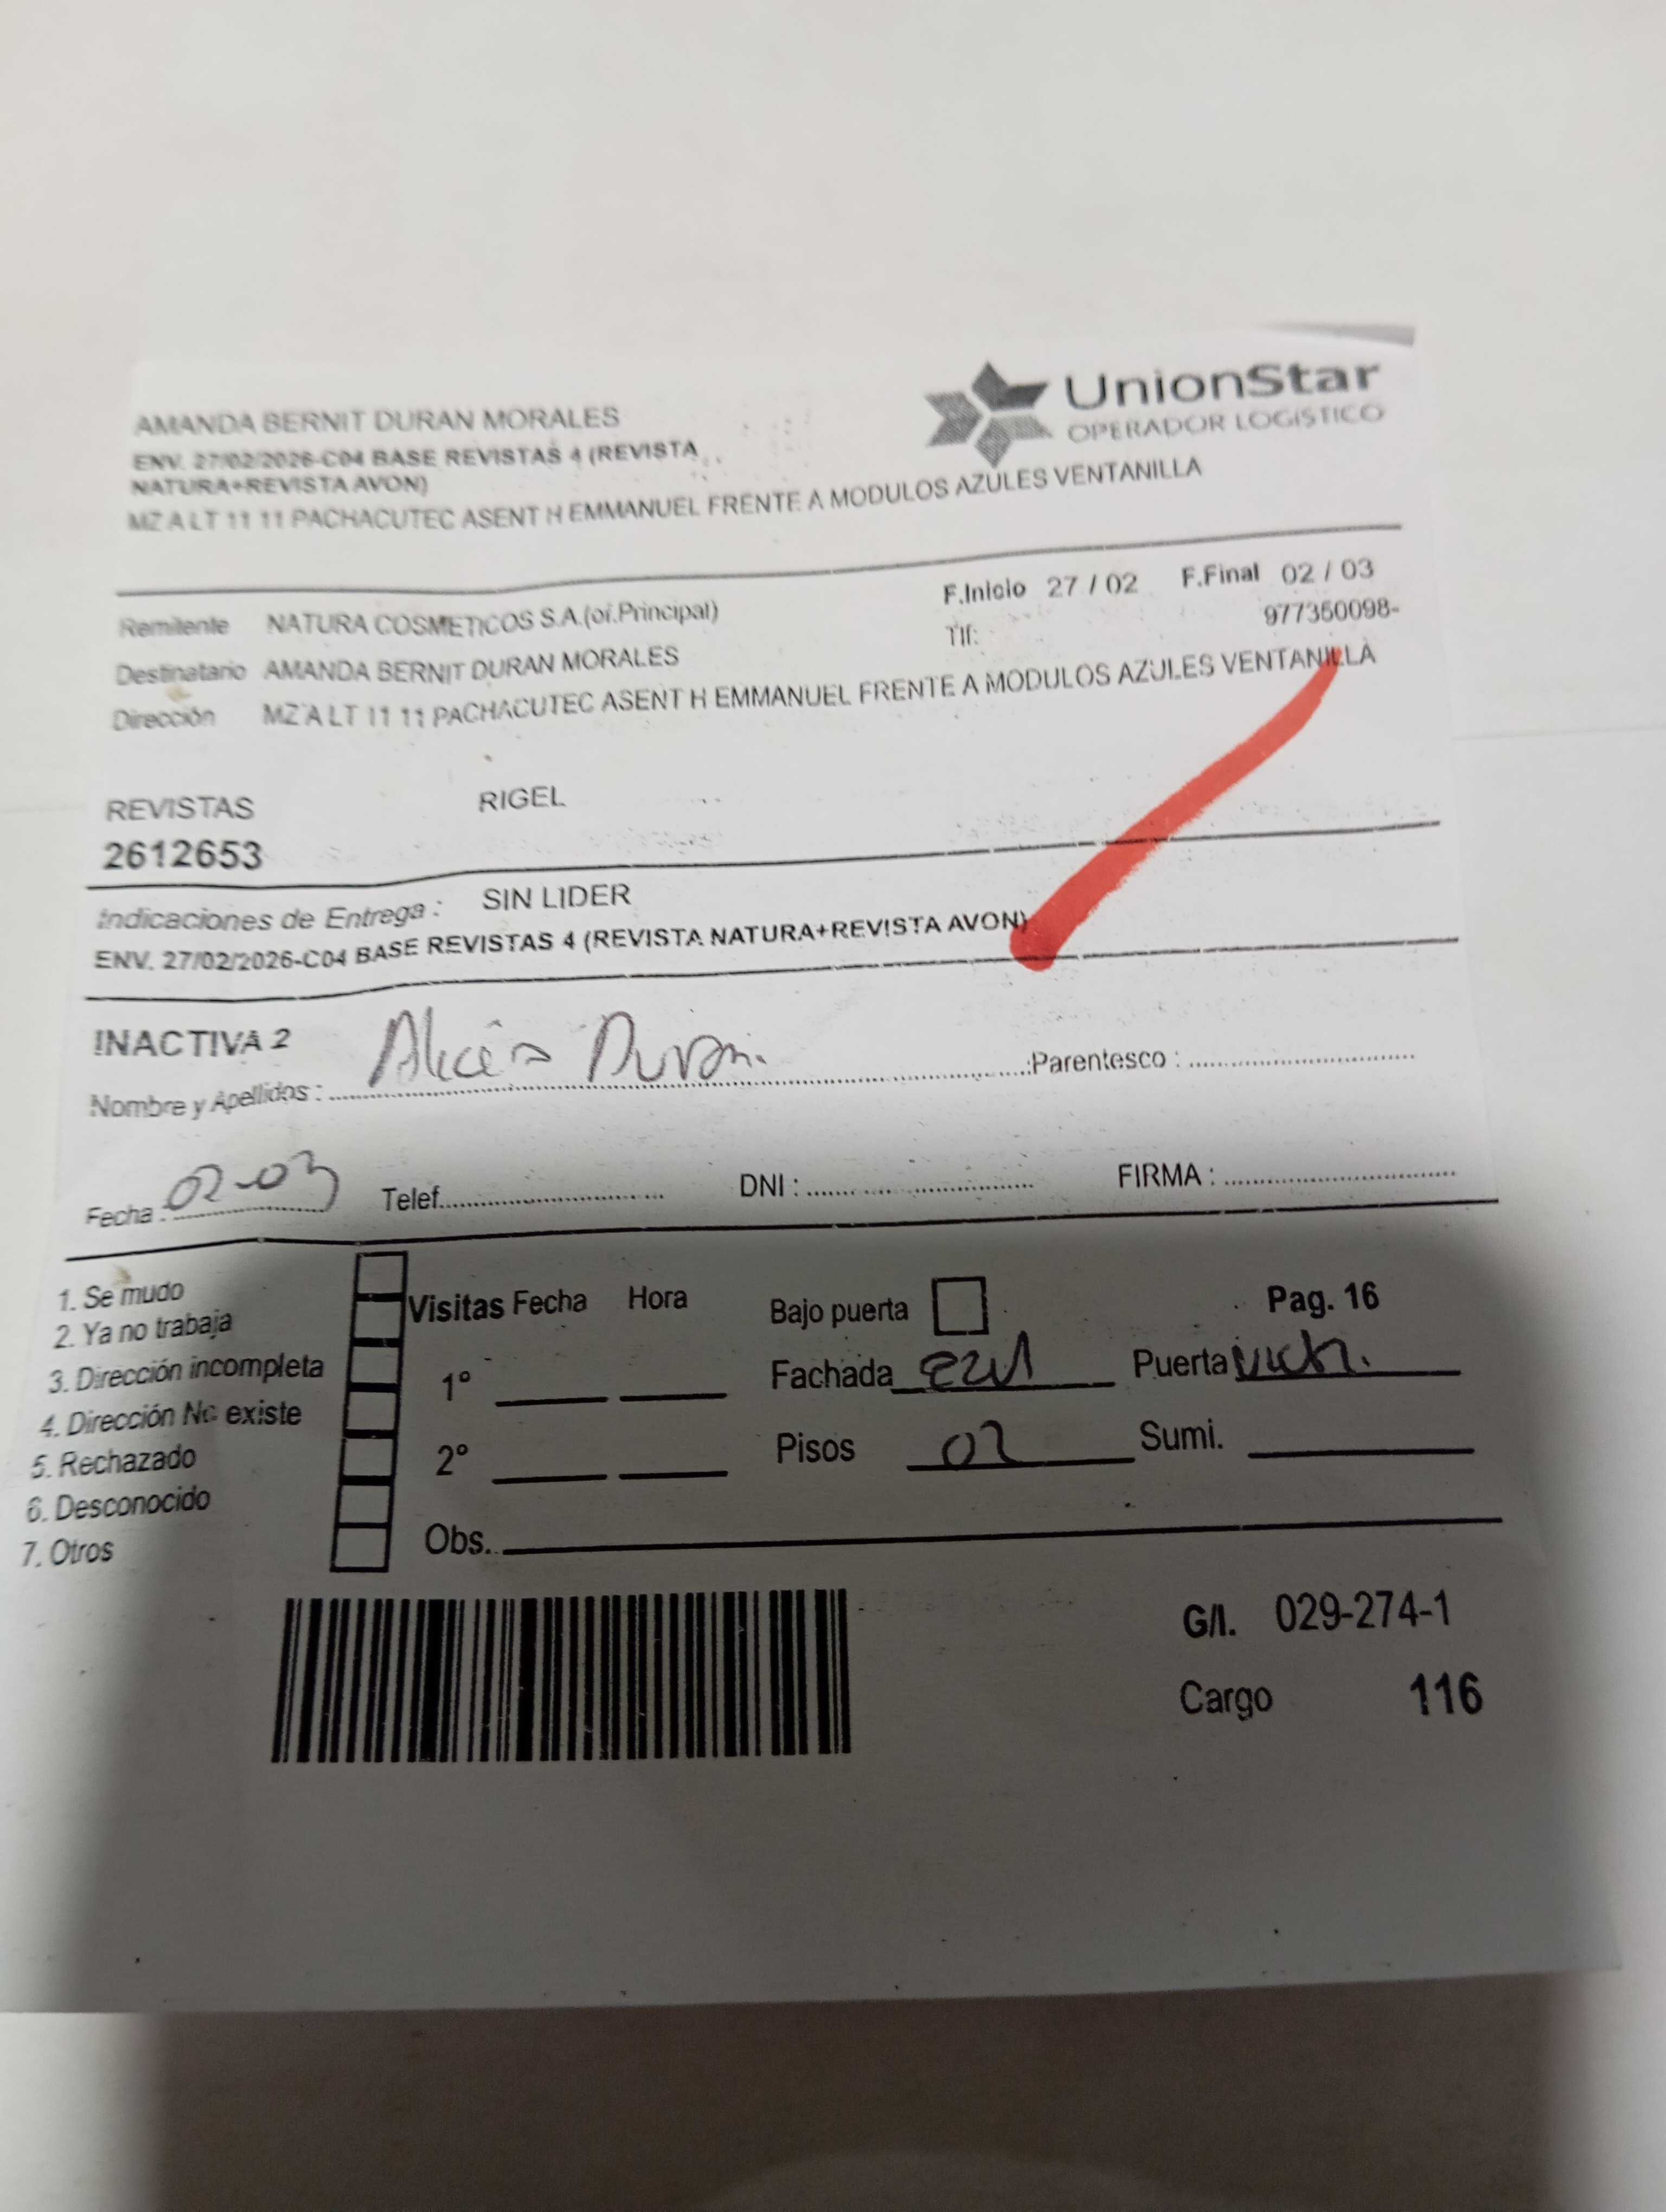 UnionStar
OPERADOR LOGISTICO
AMANDA BERNIT DURAN MORALES
ENV. 27/02/2026-C04 BASE REVISTAS 4 (REVISTA
NATURA+REVISTA AVON)
MZ A LT 11 11 PACHACUTEC ASENT H EMMANUEL FRENTE A MODULOS AZULES VENTANILLA
F.Inicio 27 / 02 F.Final 02 / 03
Remitente NATURA COSMETICOS S.A.(of.Principal)
Tlf: 977350098-
Destinatario AMANDA BERNIT DURAN MORALES
Dirección MZ A LT 11 11 PACHACUTEC ASENT H EMMANUEL FRENTE A MODULOS AZULES VENTANILLA
REVISTAS RIGEL
2612653
Indicaciones de Entrega : SIN LIDER
ENV. 27/02/2026-C04 BASE REVISTAS 4 (REVISTA NATURA+REVISTA AVON)
INACTIVA 2
Nombre y Apellidos : Alicia Duran. Parentesco :
Fecha : 02-03 Telef. DNI : FIRMA :
1. Se mudo
2. Ya no trabaja
3. Dirección incompleta
4. Dirección No existe
5. Rechazado
6. Desconocido
7. Otros
Visitas Fecha Hora
1°
2°
Obs.
Bajo puerta Pag. 16
Fachada Puerta
Pisos 02 Sumi.
G/I. 029-274-1
Cargo 116